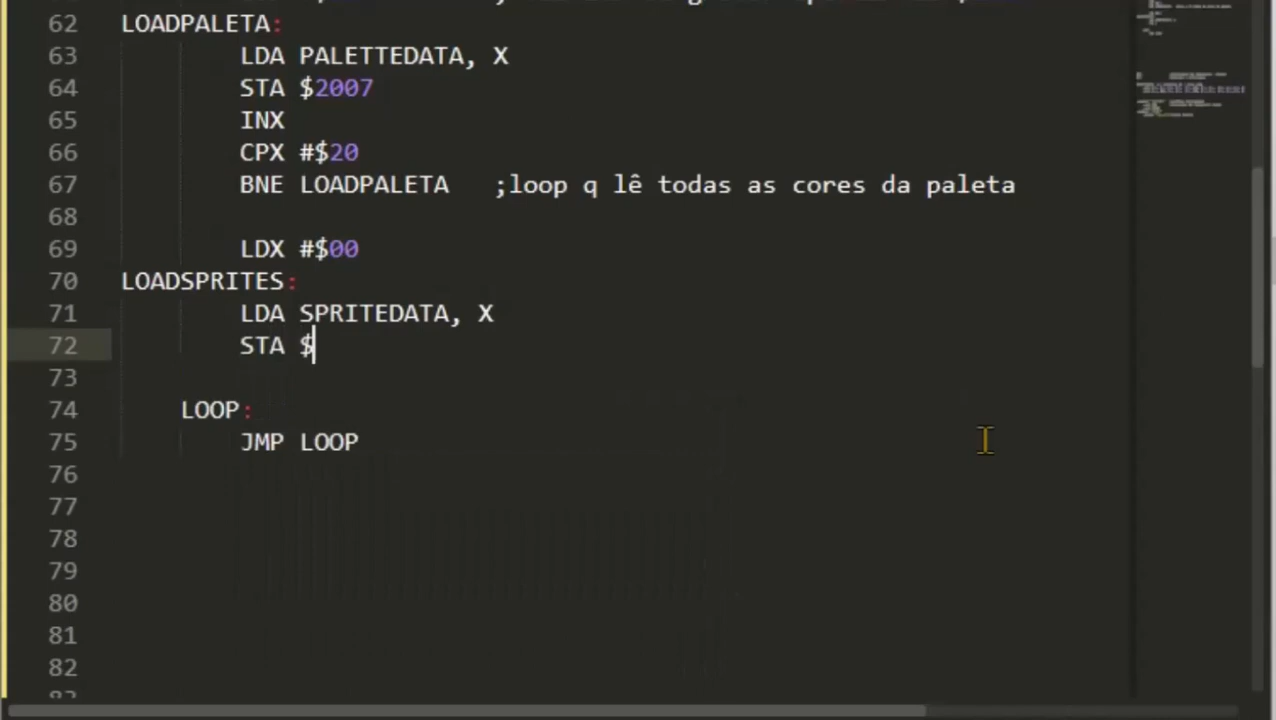 62 LOADPALETA:
63 LDA PALETTEDATA, X
64 STA $2007
65 INX
66 CPX #$20
67 BNE LOADPALETA ;loop q lê todas as cores da paleta
68
69 LDX #$00
70 LOADSPRITES:
71 LDA SPRITEDATA, X
72 STA $
73
74 LOOP:
75 JMP LOOP
76
77
78
79
80
81
82